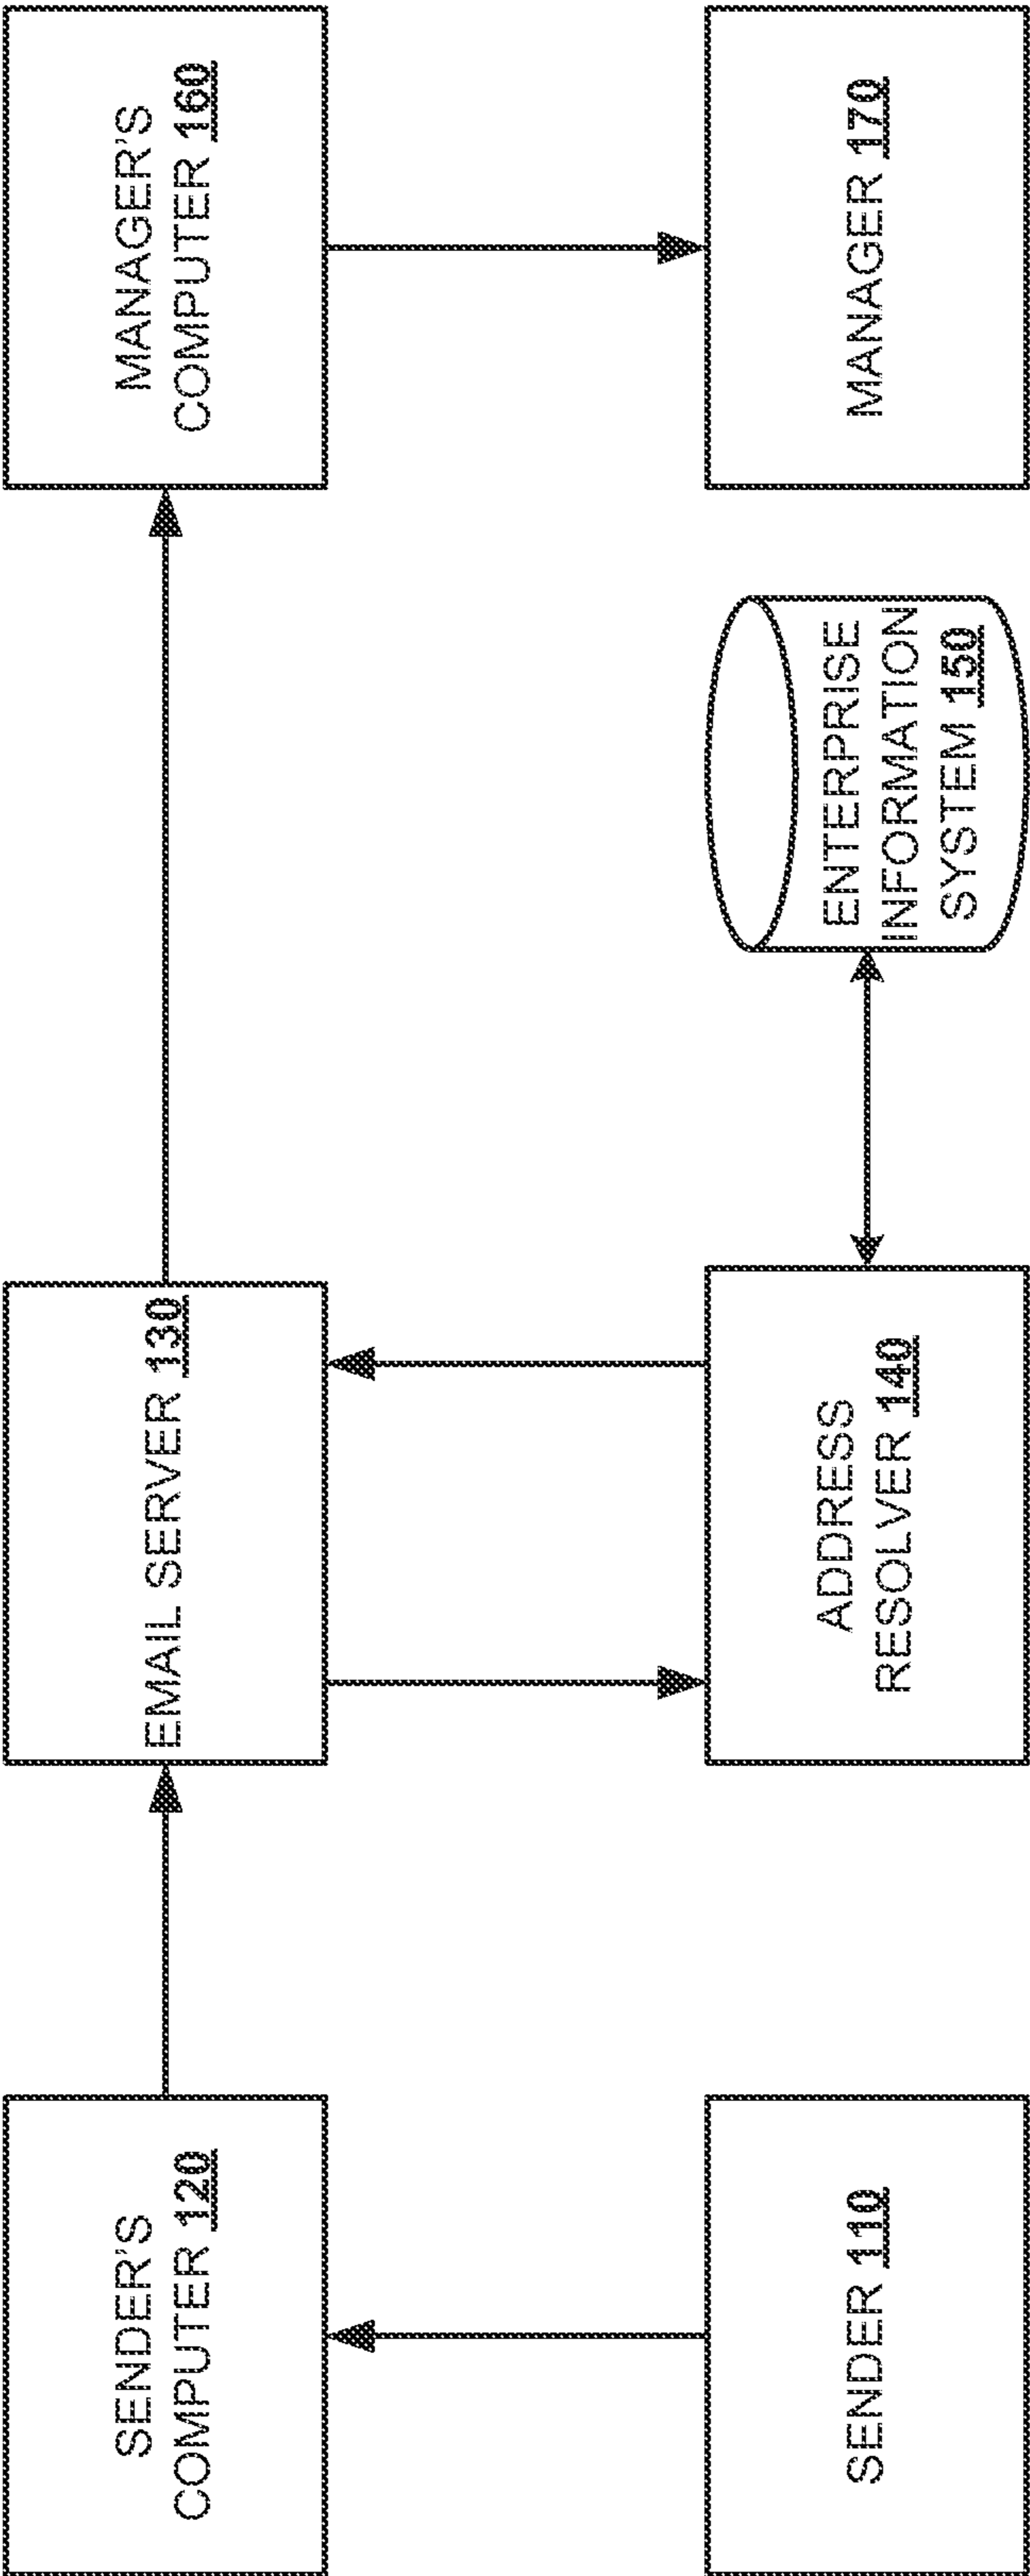 SENDER'S
COMPUTER 120
EMAIL SERVER 130
MANAGER'S
COMPUTER 160
SENDER 110
ADDRESS
RESOLVER 140
ENTERPRISE
INFORMATION
SYSTEM 150
MANAGER 170